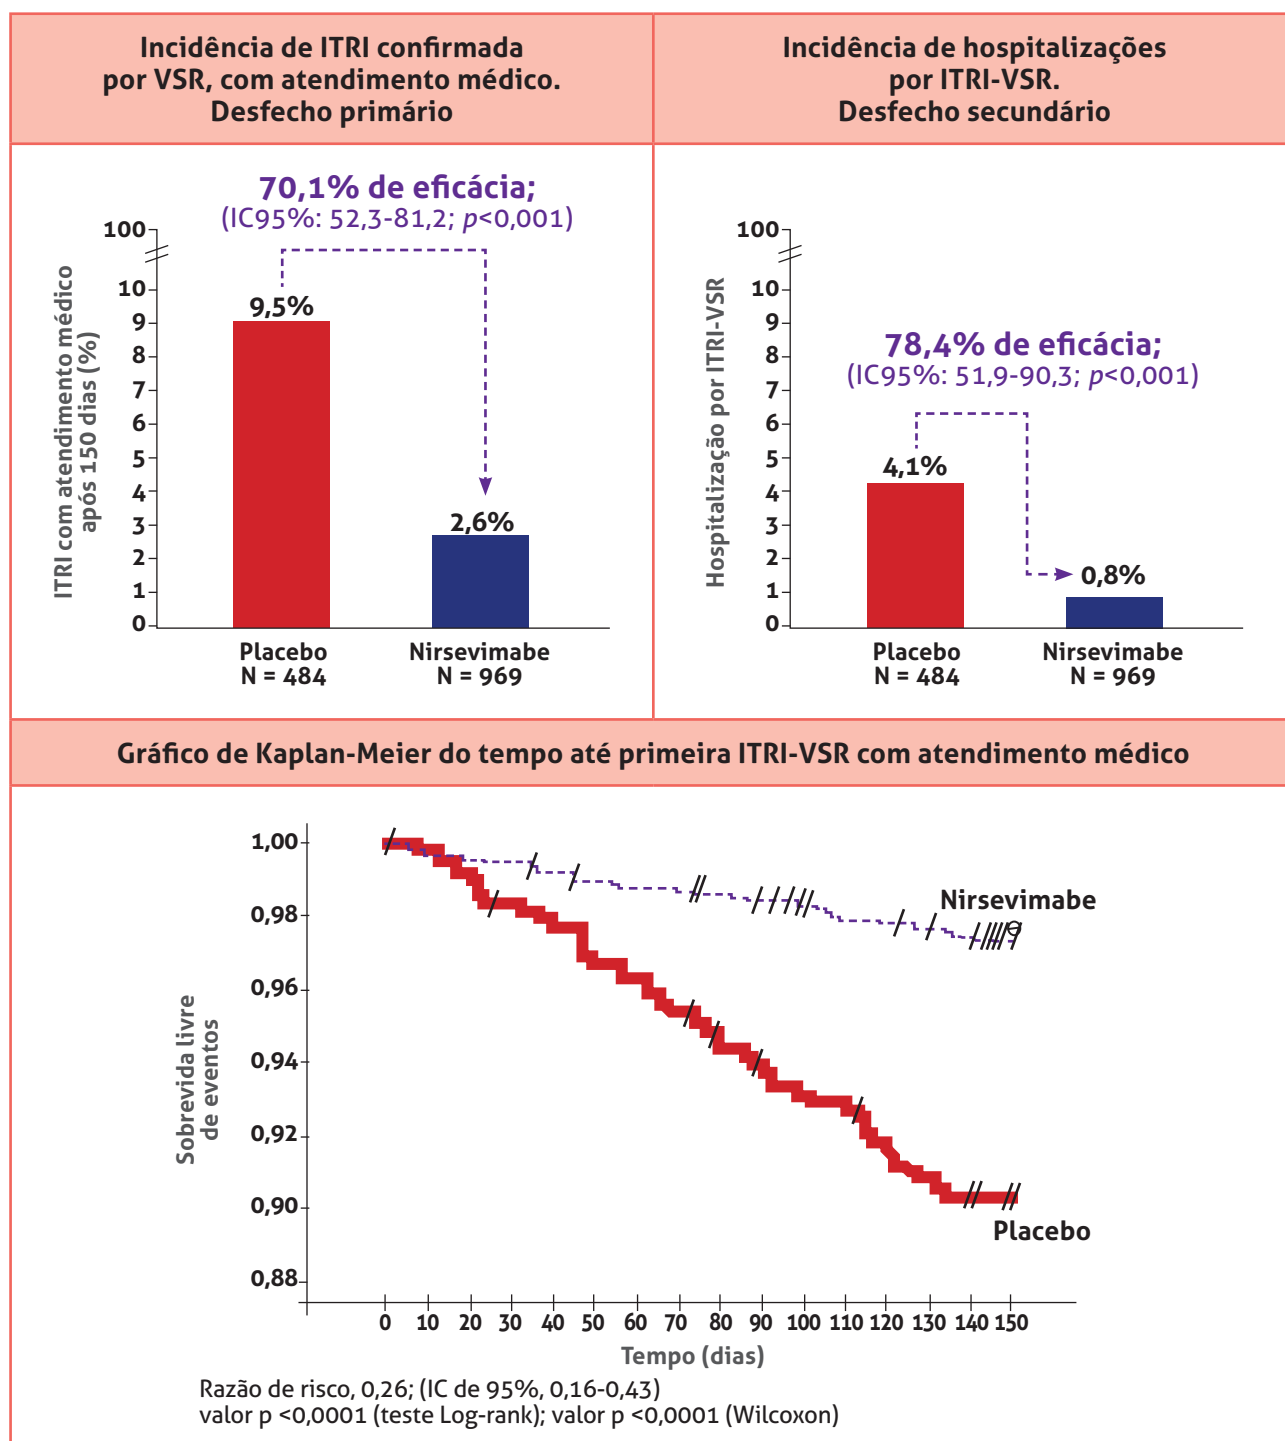 Incidência de ITRI confirmada
por VSR, com atendimento médico.
Desfecho primário
Incidência de hospitalizações
por ITRI-VSR.
Desfecho secundário
70,1% de eficácia;
(IC95%: 52,3-81,2; p<0,001)
ITRI com atendimento médico
após 150 dias (%)
100
10
9
8
7
6
5
4
3
2
1
0
9,5%
2,6%
Placebo
N = 484
Nirsevimabe
N = 969
78,4% de eficácia;
(IC95%: 51,9-90,3; p<0,001)
Hospitalização por ITRI-VSR
100
10
9
8
7
6
5
4
3
2
1
0
4,1%
0,8%
Placebo
N = 484
Nirsevimabe
N = 969
Gráfico de Kaplan-Meier do tempo até primeira ITRI-VSR com atendimento médico
Sobrevida livre
de eventos
1,00
0,98
0,96
0,94
0,92
0,90
0,88
Nirsevimabe
Placebo
0 10 20 30 40 50 60 70 80 90 100 110 120 130 140 150
Tempo (dias)
Razão de risco, 0,26; (IC de 95%, 0,16-0,43)
valor p <0,0001 (teste Log-rank); valor p <0,0001 (Wilcoxon)